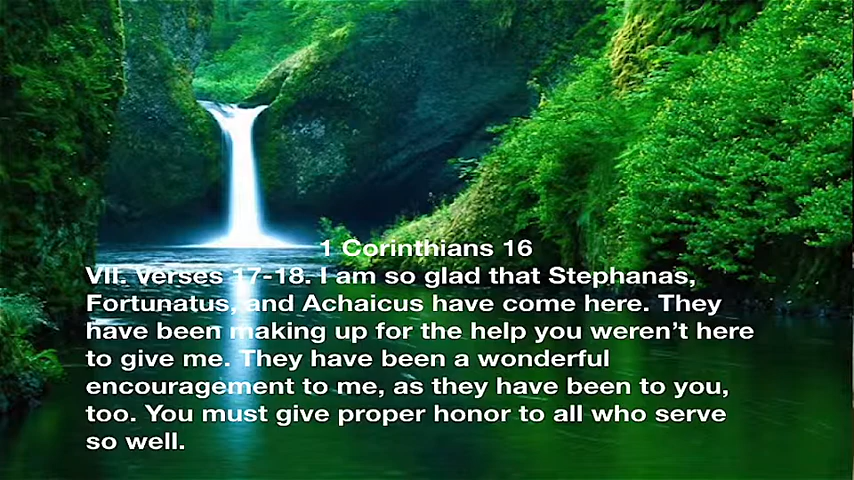 1 Corinthians 16
VII. Verses 17-18. I am so glad that Stephanas,
Fortunatus, and Achaicus have come here. They
have been making up for the help you weren’t here
to give me. They have been a wonderful
encouragement to me, as they have been to you,
too. You must give proper honor to all who serve
so well.